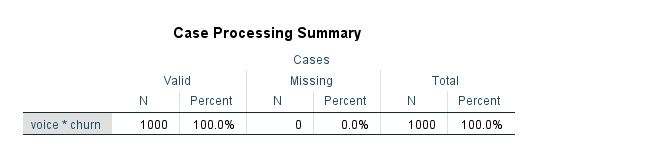 Case Processing Summary
Cases
Valid Missing Total
N Percent N Percent N Percent
voice * churn 1000 100.0% 0 0.0% 1000 100.0%